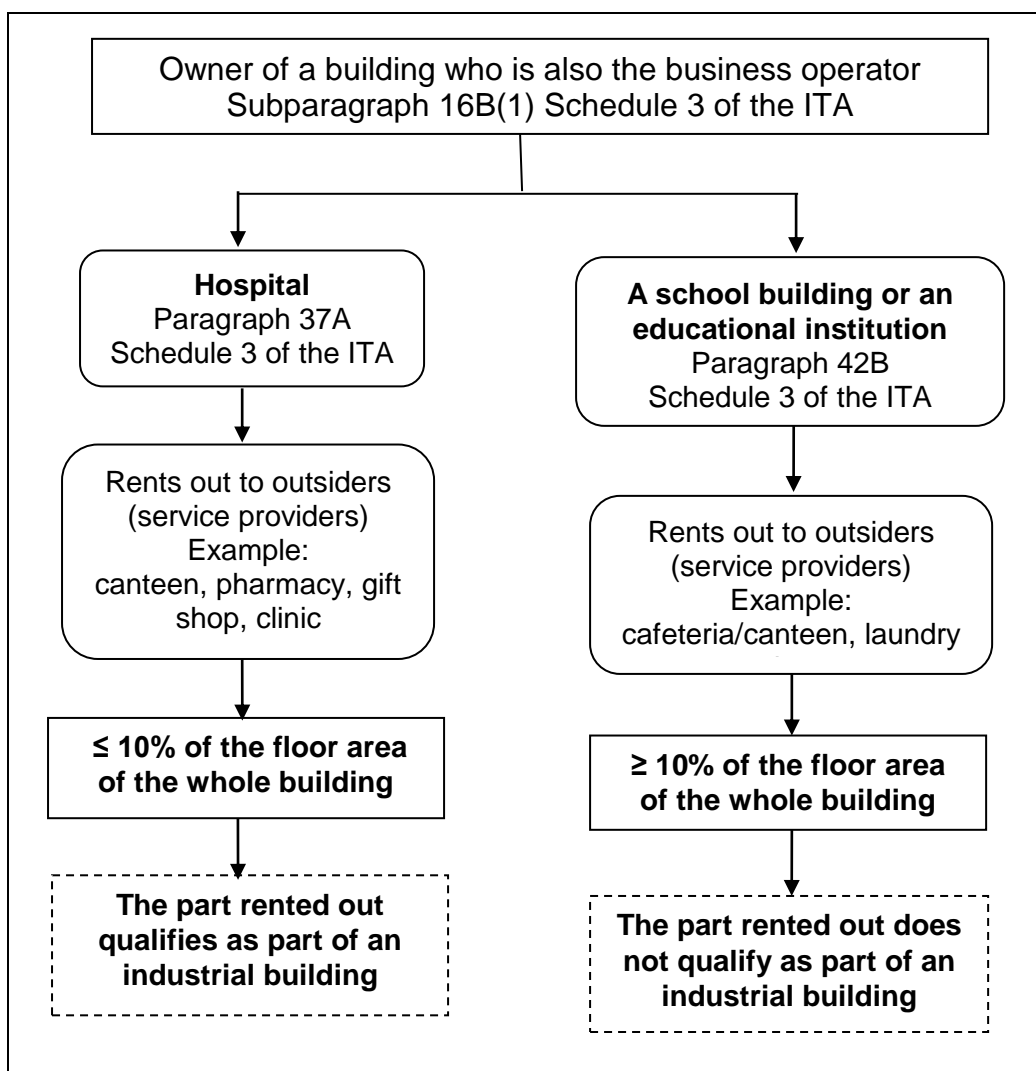 Owner of a building who is also the business operator
Subparagraph 16B(1) Schedule 3 of the ITA
Hospital
Paragraph 37A
Schedule 3 of the ITA
Rents out to outsiders
(service providers)
Example:
canteen, pharmacy, gift
shop, clinic
≤ 10% of the floor area
of the whole building
The part rented out
qualifies as part of an
industrial building
A school building or an
educational institution
Paragraph 42B
Schedule 3 of the ITA
Rents out to outsiders
(service providers)
Example:
cafeteria/canteen, laundry
≥ 10% of the floor area
of the whole building
The part rented out does
not qualify as part of an
industrial building